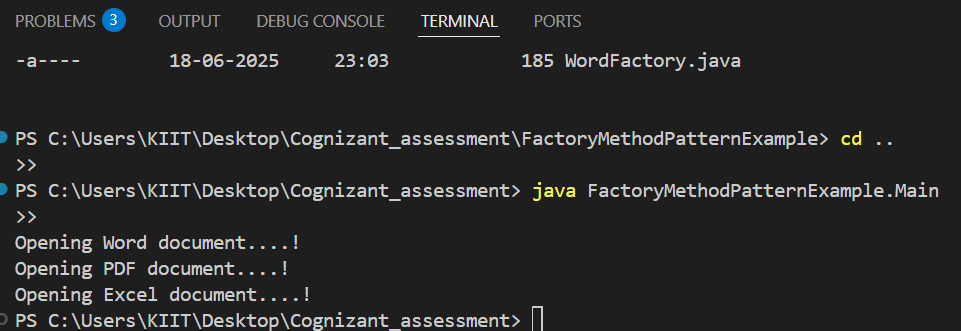 PROBLEMS 3 OUTPUT DEBUG CONSOLE TERMINAL PORTS
-a---- 18-06-2025 23:03 185 WordFactory.java
PS C:\Users\KIIT\Desktop\Cognizant_assessment\FactoryMethodPatternExample> cd ..
>>
PS C:\Users\KIIT\Desktop\Cognizant_assessment> java FactoryMethodPatternExample.Main
>>
Opening Word document....!
Opening PDF document....!
Opening Excel document....!
PS C:\Users\KIIT\Desktop\Cognizant_assessment>